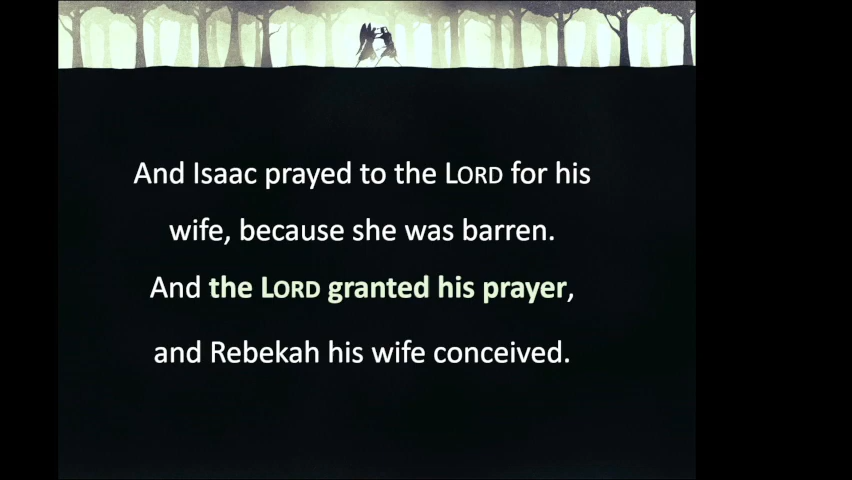 And Isaac prayed to the LORD for his
wife, because she was barren.
And the LORD granted his prayer,
and Rebekah his wife conceived.